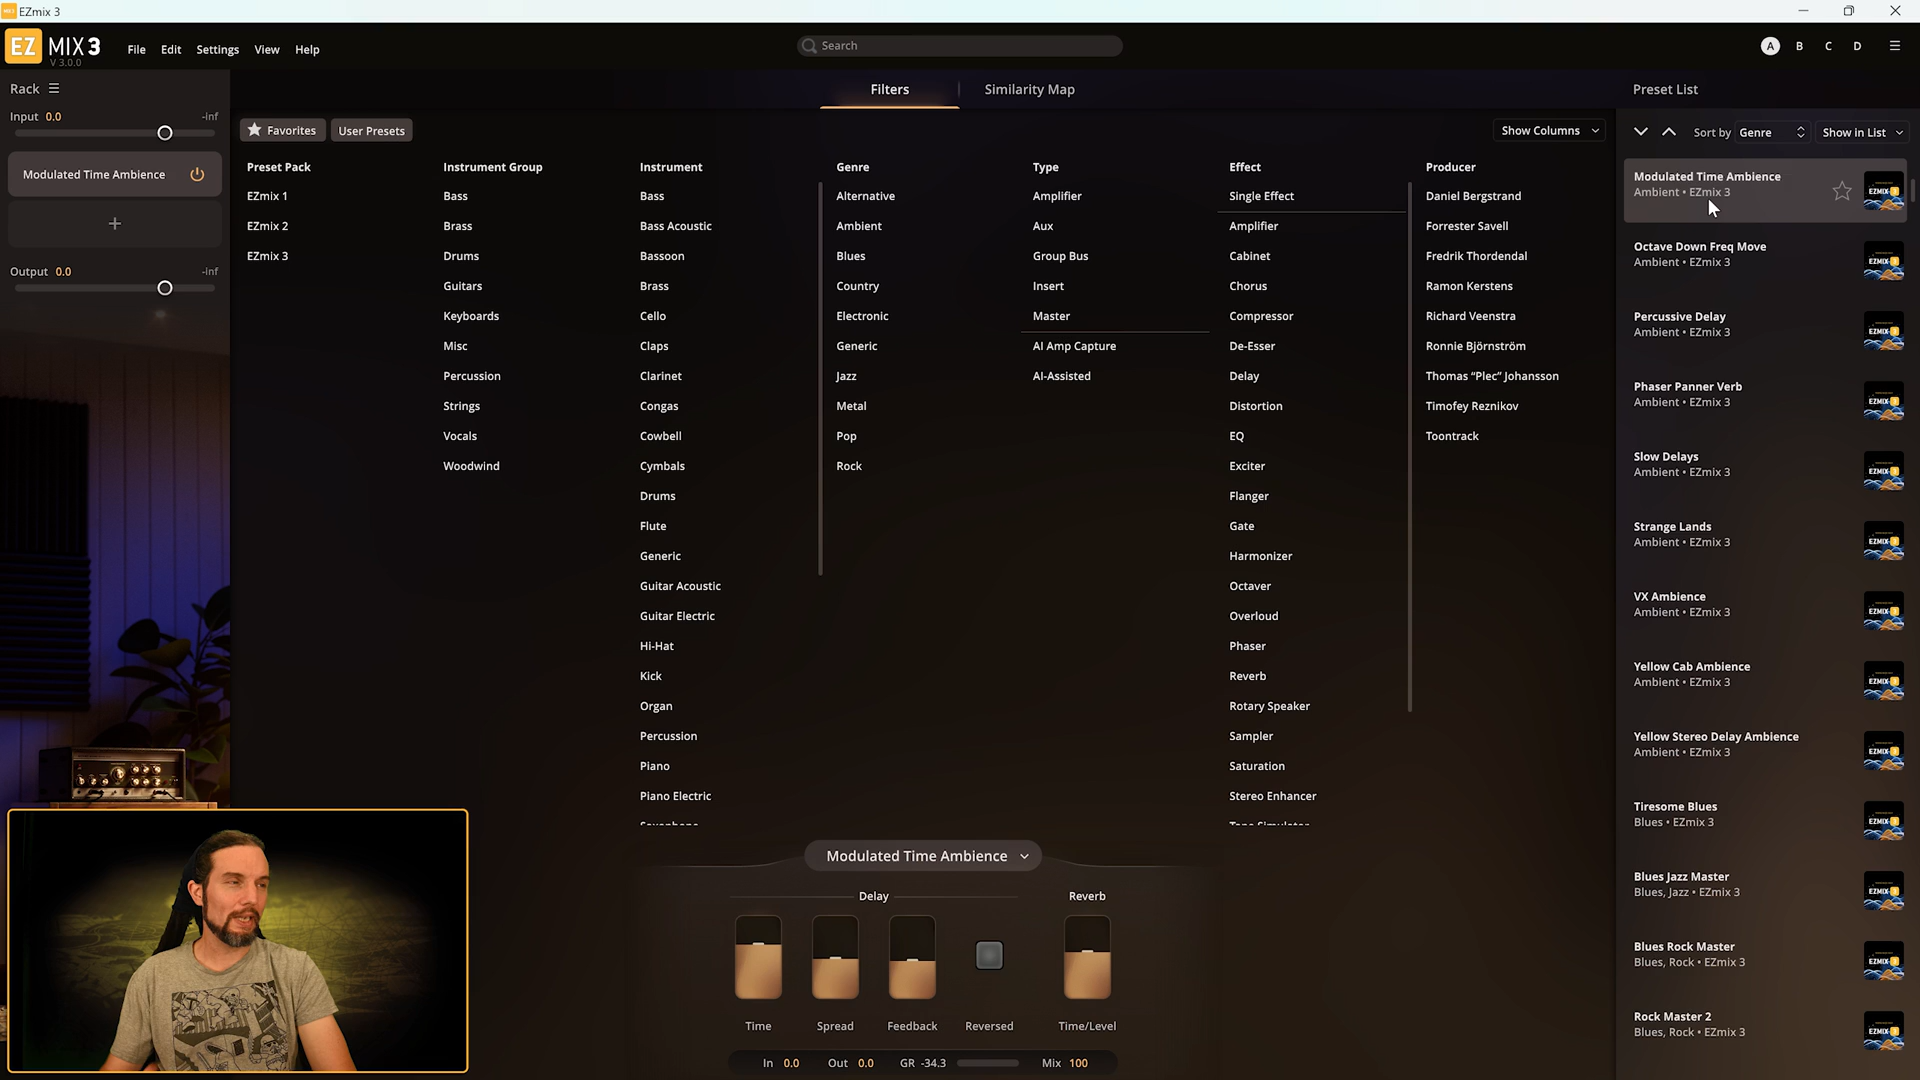 EZmix 3
EZ MIX 3
V 3.0.0
File Edit Settings View Help
Search
A B C D
Rack
Filters
Similarity Map
Preset List
Input 0.0 -Inf
Modulated Time Ambience
+
Output 0.0 -Inf
Favorites
User Presets
Show Columns
Sort by Genre
Show in List
Preset Pack
EZmix 1
EZmix 2
EZmix 3
Instrument Group
Bass
Brass
Drums
Guitars
Keyboards
Misc
Percussion
Strings
Vocals
Woodwind
Instrument
Bass
Bass Acoustic
Bassoon
Brass
Cello
Claps
Clarinet
Congas
Cowbell
Cymbals
Drums
Flute
Generic
Guitar Acoustic
Guitar Electric
Hi-Hat
Kick
Organ
Percussion
Piano
Piano Electric
Genre
Alternative
Ambient
Blues
Country
Electronic
Generic
Jazz
Metal
Pop
Rock
Type
Amplifier
Aux
Group Bus
Insert
Master
AI Amp Capture
AI-Assisted
Effect
Single Effect
Amplifier
Cabinet
Chorus
Compressor
De-Esser
Delay
Distortion
EQ
Exciter
Flanger
Gate
Harmonizer
Octaver
Overloud
Phaser
Reverb
Rotary Speaker
Sampler
Saturation
Stereo Enhancer
Producer
Daniel Bergstrand
Forrester Savell
Fredrik Thordendal
Ramon Kerstens
Richard Veenstra
Ronnie Björnström
Thomas “Plec” Johansson
Timofey Reznikov
Toontrack
Modulated Time Ambience
Ambient • EZmix 3
Octave Down Freq Move
Ambient • EZmix 3
Percussive Delay
Ambient • EZmix 3
Phaser Panner Verb
Ambient • EZmix 3
Slow Delays
Ambient • EZmix 3
Strange Lands
Ambient • EZmix 3
VX Ambience
Ambient • EZmix 3
Yellow Cab Ambience
Ambient • EZmix 3
Yellow Stereo Delay Ambience
Ambient • EZmix 3
Tiresome Blues
Blues • EZmix 3
Blues Jazz Master
Blues, Jazz • EZmix 3
Blues Rock Master
Blues, Rock • EZmix 3
Rock Master 2
Blues, Rock • EZmix 3
Modulated Time Ambience
Delay
Reverb
Time Spread Feedback Reversed Time/Level
In 0.0 Out 0.0 GR -34.3 Mix 100